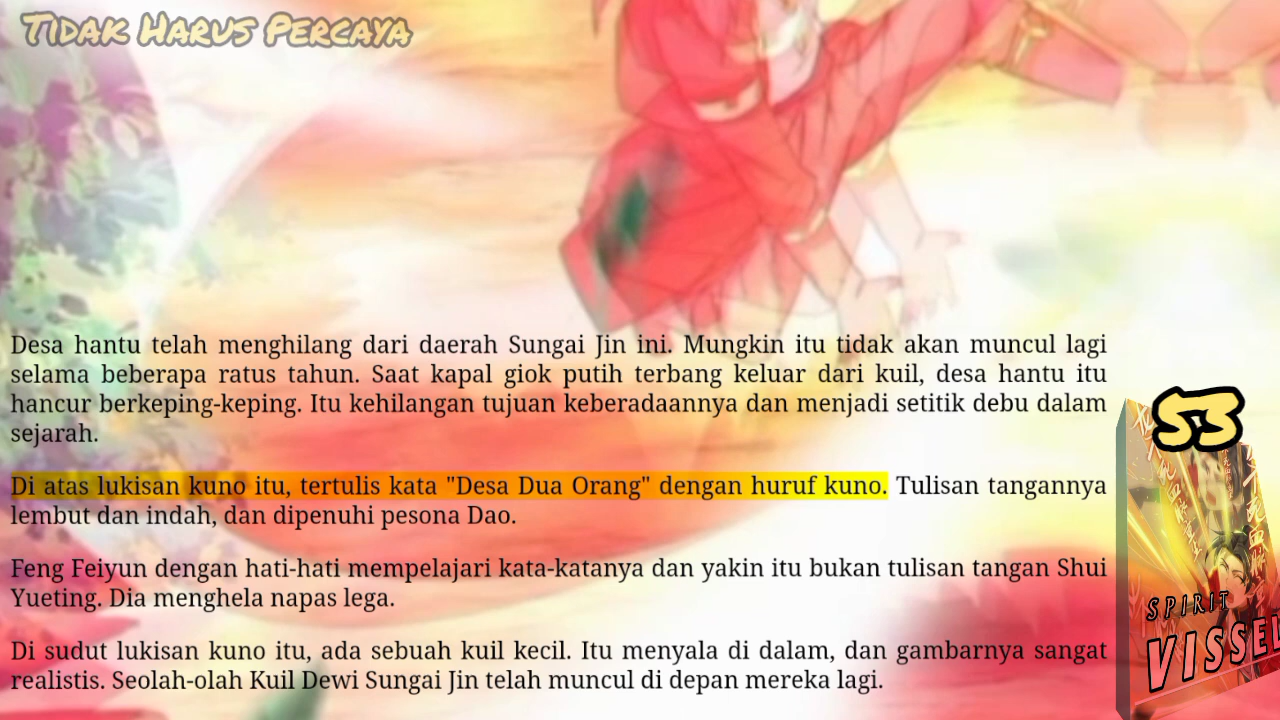 Tidak Harus Percaya
Desa hantu telah menghilang dari daerah Sungai Jin ini. Mungkin itu tidak akan muncul lagi
selama beberapa ratus tahun. Saat kapal giok putih terbang keluar dari kuil, desa hantu itu
hancur berkeping-keping. Itu kehilangan tujuan keberadaannya dan menjadi setitik debu dalam
sejarah.
Di atas lukisan kuno itu, tertulis kata "Desa Dua Orang" dengan huruf kuno. Tulisan tangannya
lembut dan indah, dan dipenuhi pesona Dao.
Feng Feiyun dengan hati-hati mempelajari kata-katanya dan yakin itu bukan tulisan tangan Shui
Yueting. Dia menghela napas lega.
Di sudut lukisan kuno itu, ada sebuah kuil kecil. Itu menyala di dalam, dan gambarnya sangat
realistis. Seolah-olah Kuil Dewi Sungai Jin telah muncul di depan mereka lagi.
53
SPIRIT
VISSEL